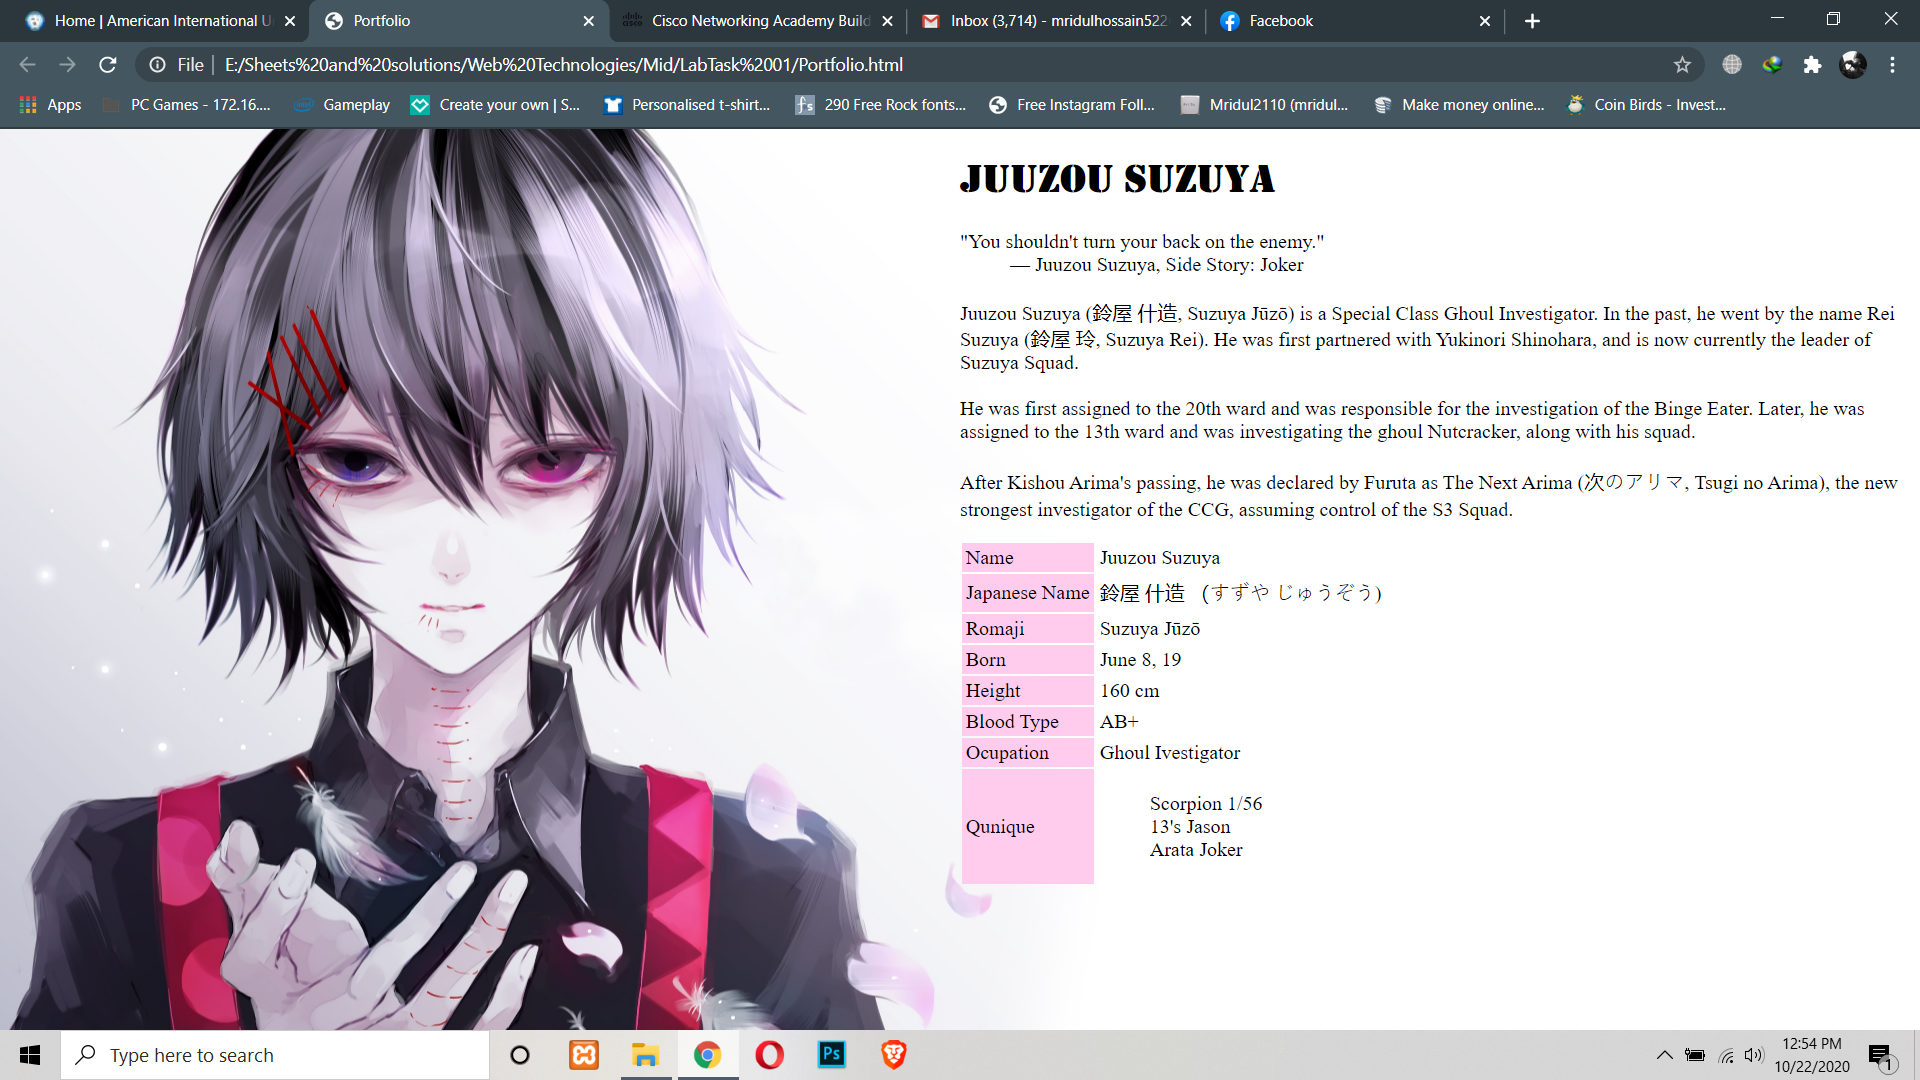 Home | American International U
Portfolio
Cisco Networking Academy Build
Inbox (3,714) - mridulhossain522
Facebook
File
E:/Sheets%20and%20solutions/Web%20Technologies/Mid/LabTask%2001/Portfolio.html
Apps
PC Games - 172.16....
Gameplay
Create your own | S...
Personalised t-shirt...
290 Free Rock fonts...
Free Instagram Foll...
Mridul2110 (mridul...
Make money online...
Coin Birds - Invest...
JUUZOU SUZUYA
"You shouldn't turn your back on the enemy."
— Juuzou Suzuya, Side Story: Joker
Juuzou Suzuya (鈴屋 什造, Suzuya Jūzō) is a Special Class Ghoul Investigator. In the past, he went by the name Rei
Suzuya (鈴屋 玲, Suzuya Rei). He was first partnered with Yukinori Shinohara, and is now currently the leader of
Suzuya Squad.
He was first assigned to the 20th ward and was responsible for the investigation of the Binge Eater. Later, he was
assigned to the 13th ward and was investigating the ghoul Nutcracker, along with his squad.
After Kishou Arima's passing, he was declared by Furuta as The Next Arima (次のアリマ, Tsugi no Arima), the new
strongest investigator of the CCG, assuming control of the S3 Squad.
Name Juuzou Suzuya
Japanese Name 鈴屋 什造 (すずや じゅうぞう)
Romaji Suzuya Jūzō
Born June 8, 19
Height 160 cm
Blood Type AB+
Ocupation Ghoul Ivestigator
Qunique
Scorpion 1/56
13's Jason
Arata Joker
Type here to search
Ps
12:54 PM
10/22/2020
1